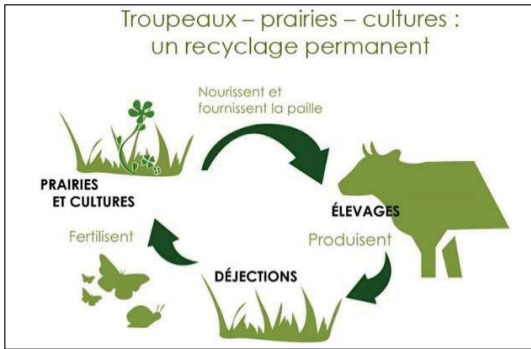 Troupeaux – prairies – cultures :
un recyclage permanent
Nourissent et
fournissent la paille
PRAIRIES
ET CULTURES
ÉLEVAGES
Fertilisent
Produisent
DÉJECTIONS